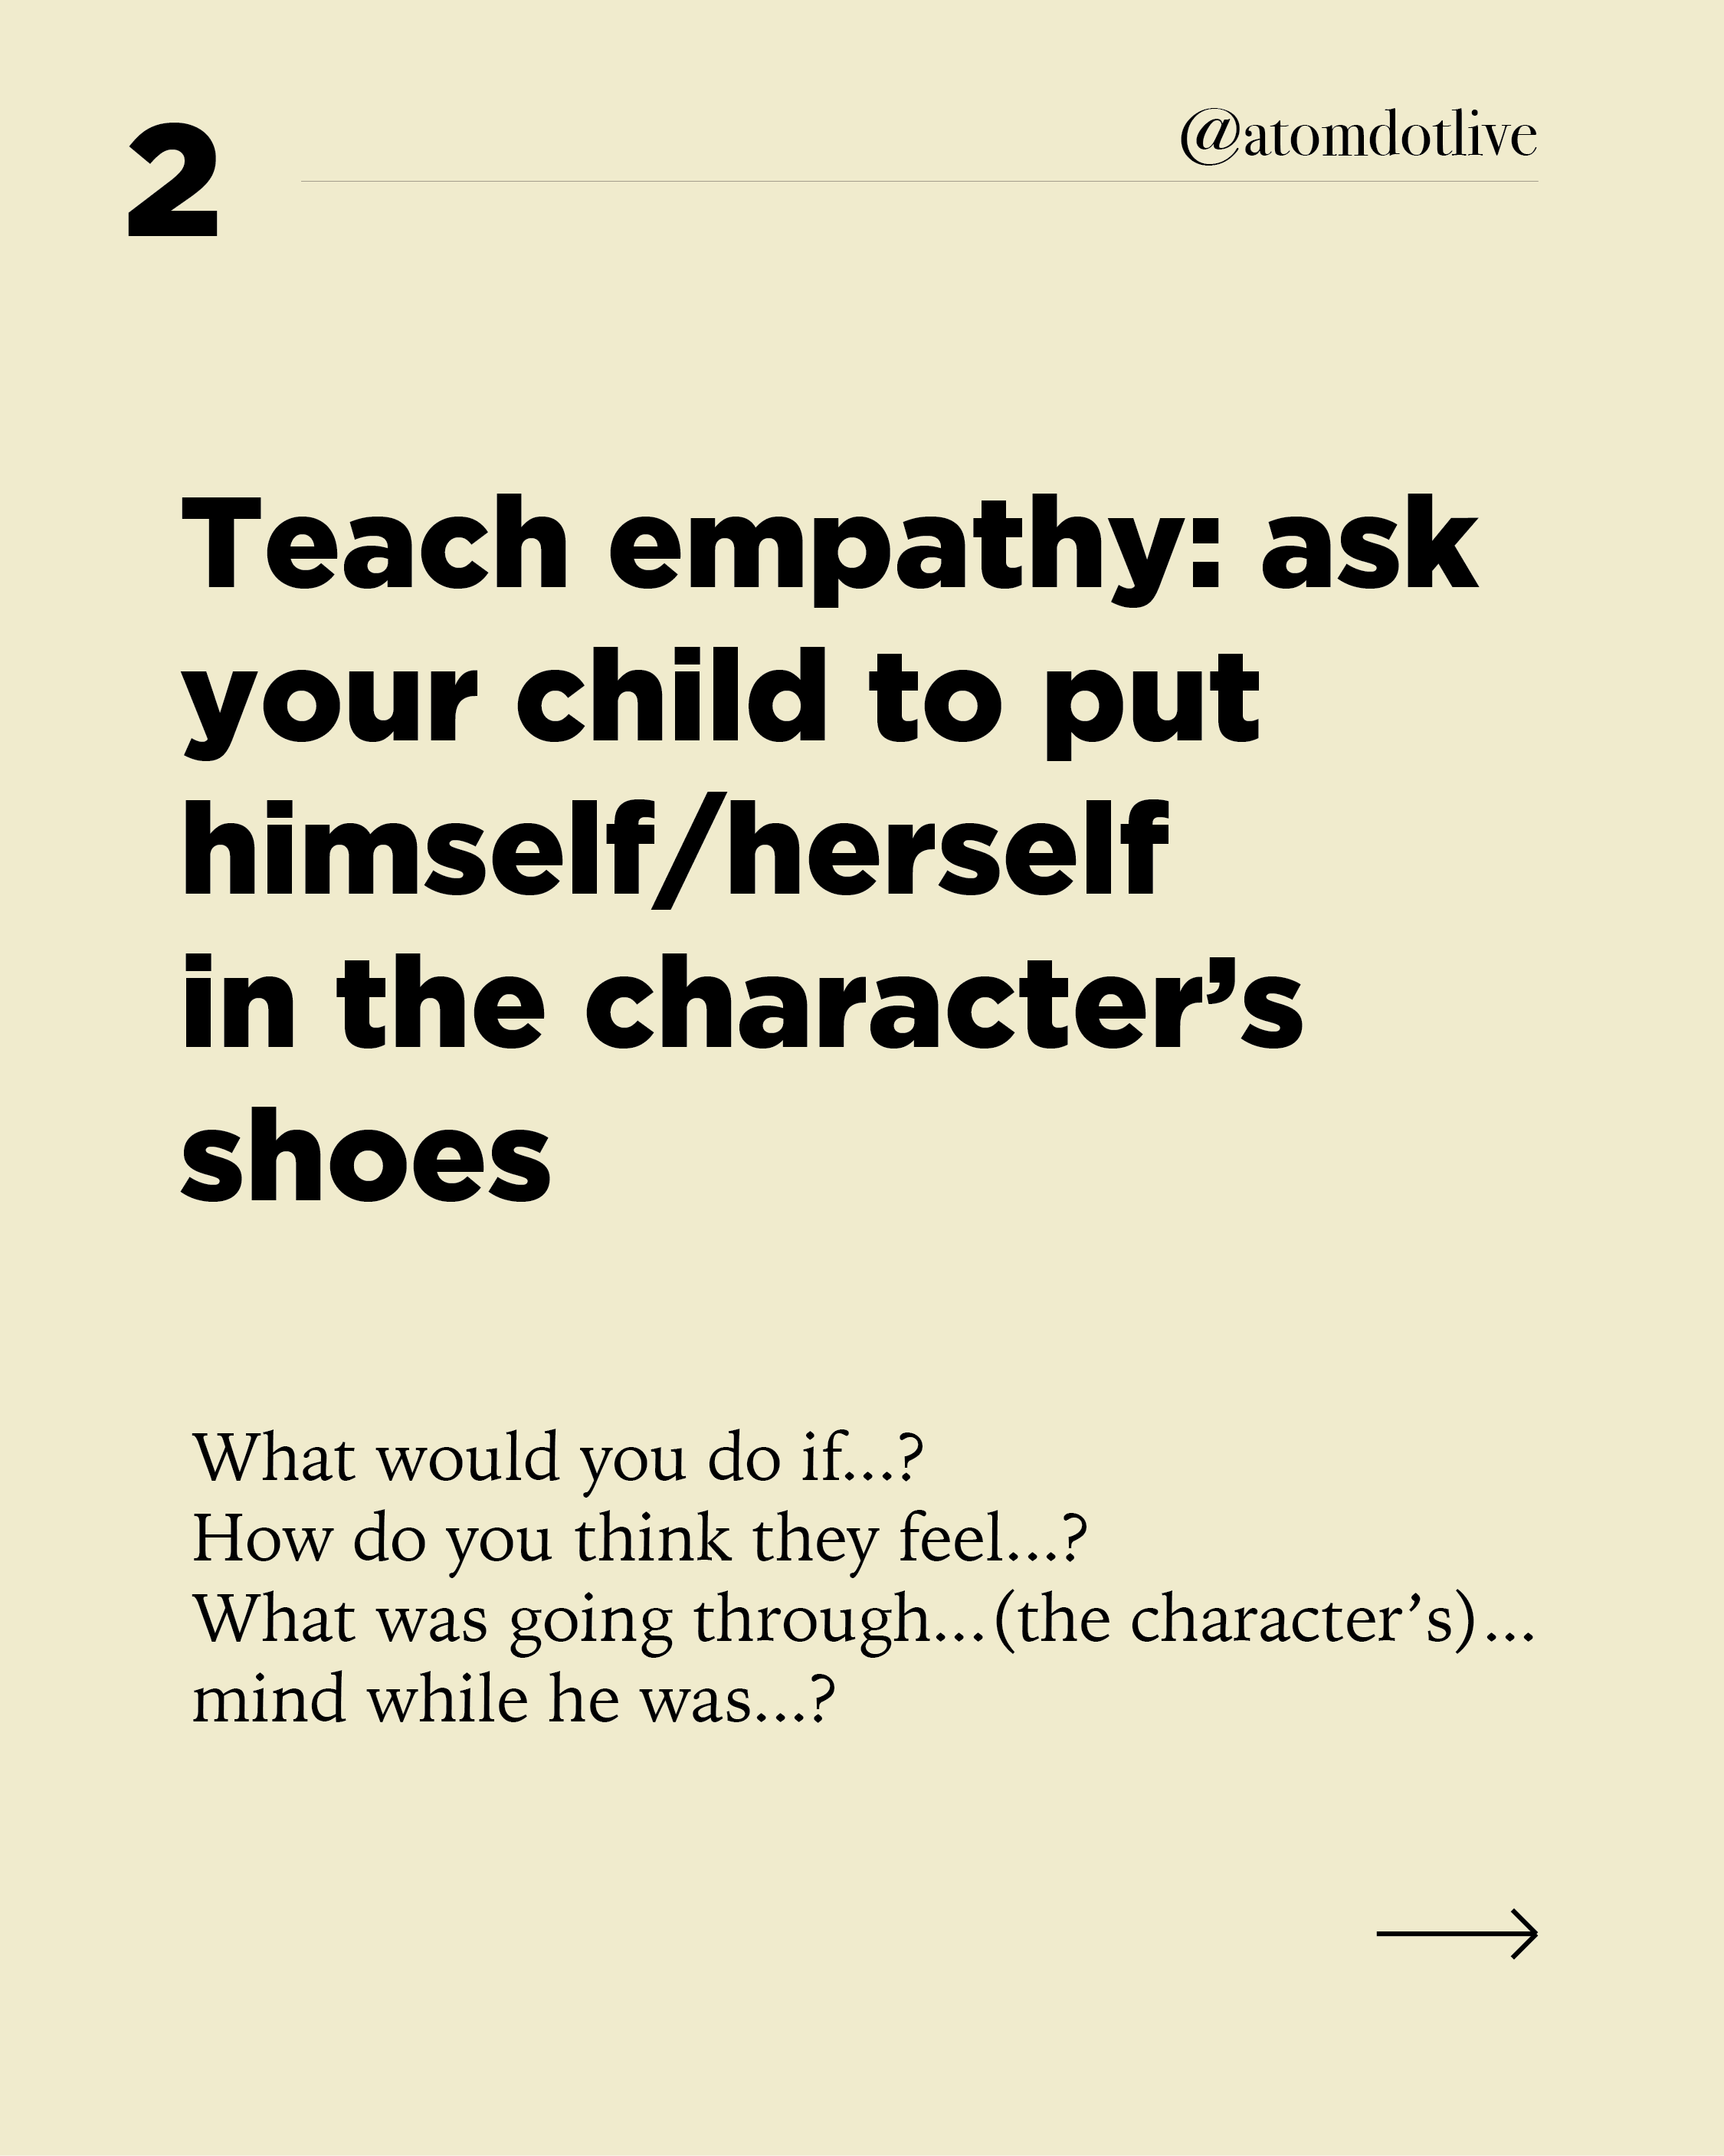 2
@atomdotlive
Teach empathy: ask
your child to put
himself/herself
in the character’s
shoes
What would you do if...?
How do you think they feel...?
What was going through...(the character’s)...
mind while he was...?